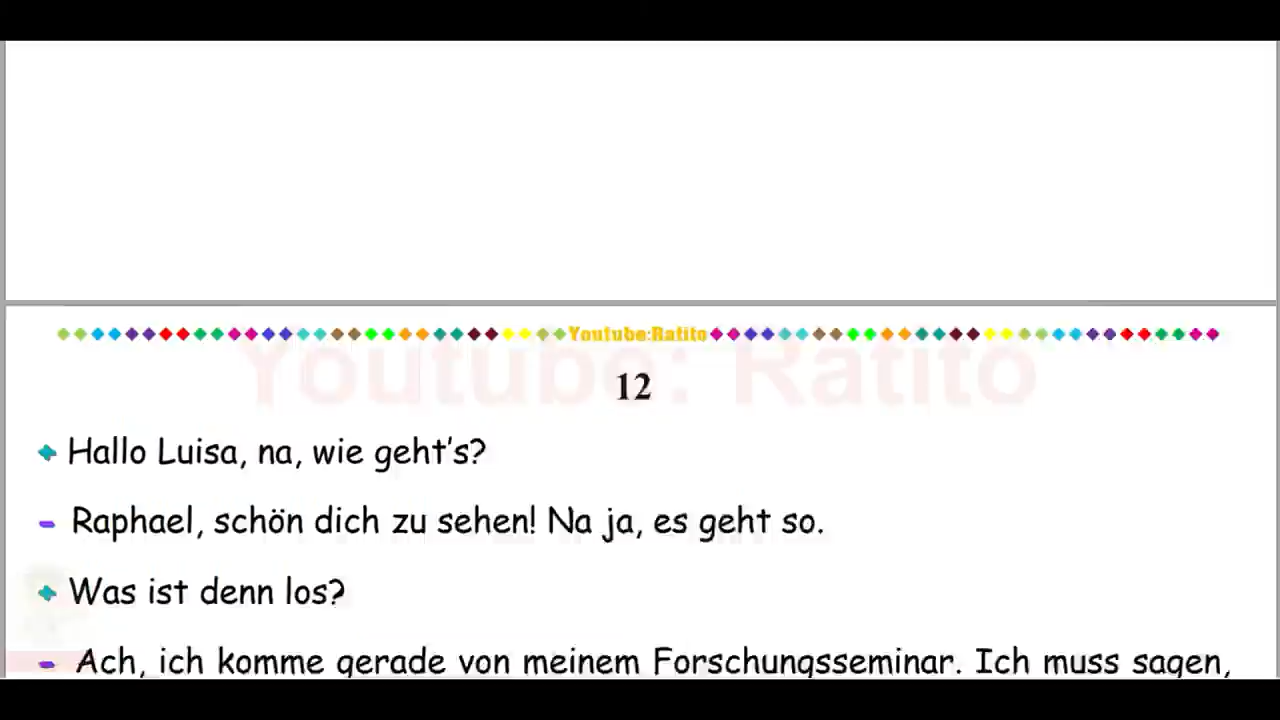 Youtube:Ratito
Youtube: Ratito
12
Hallo Luisa, na, wie geht's?
- Raphael, schön dich zu sehen! Na ja, es geht so.
Was ist denn los?
- Ach, ich komme gerade von meinem Forschungsseminar. Ich muss sagen,